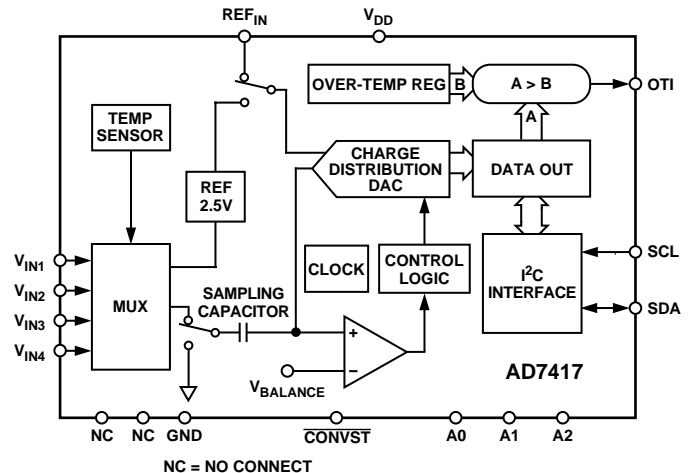 REF_IN
V_DD
OVER-TEMP REG
B
A > B
OTI
A
TEMP
SENSOR
CHARGE
DISTRIBUTION
DAC
DATA OUT
REF
2.5V
V_IN1
V_IN2
V_IN3
V_IN4
MUX
CLOCK
CONTROL
LOGIC
SAMPLING
CAPACITOR
I²C
INTERFACE
SCL
SDA
+
−
V_BALANCE
AD7417
NC
NC
GND
CONVST
A0
A1
A2
NC = NO CONNECT